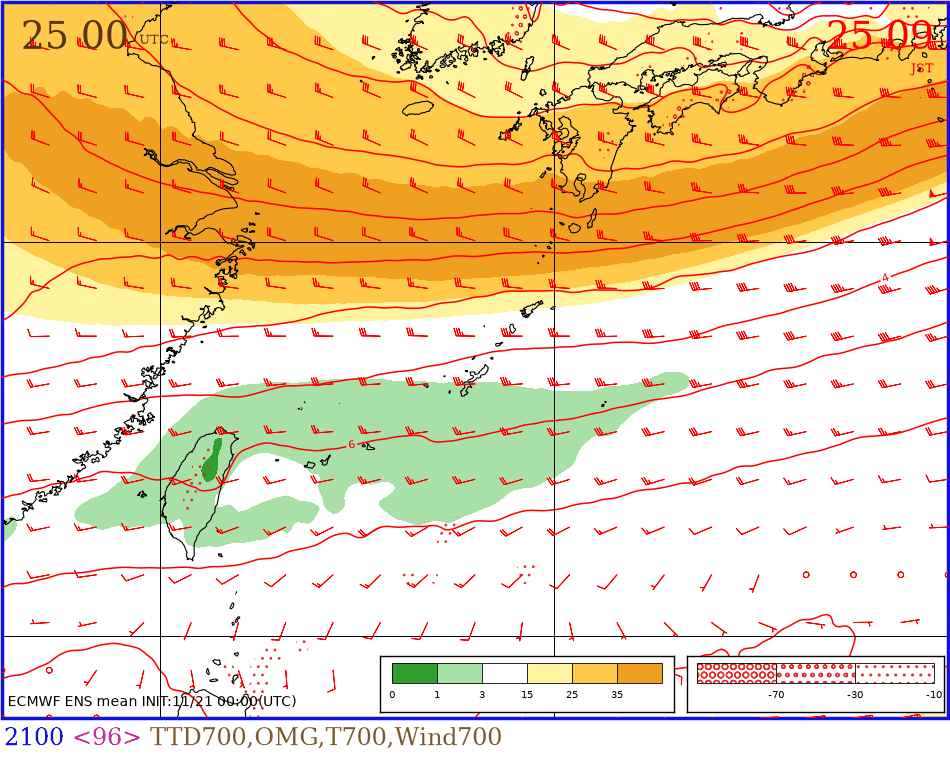 25 00 UTC
25 09
JST
4
6
0 1 3 15 25 35
-70 -30 -10
ECMWF ENS mean INIT:11/21 00:00(UTC)
2100 <96> TTD700,OMG,T700,Wind700